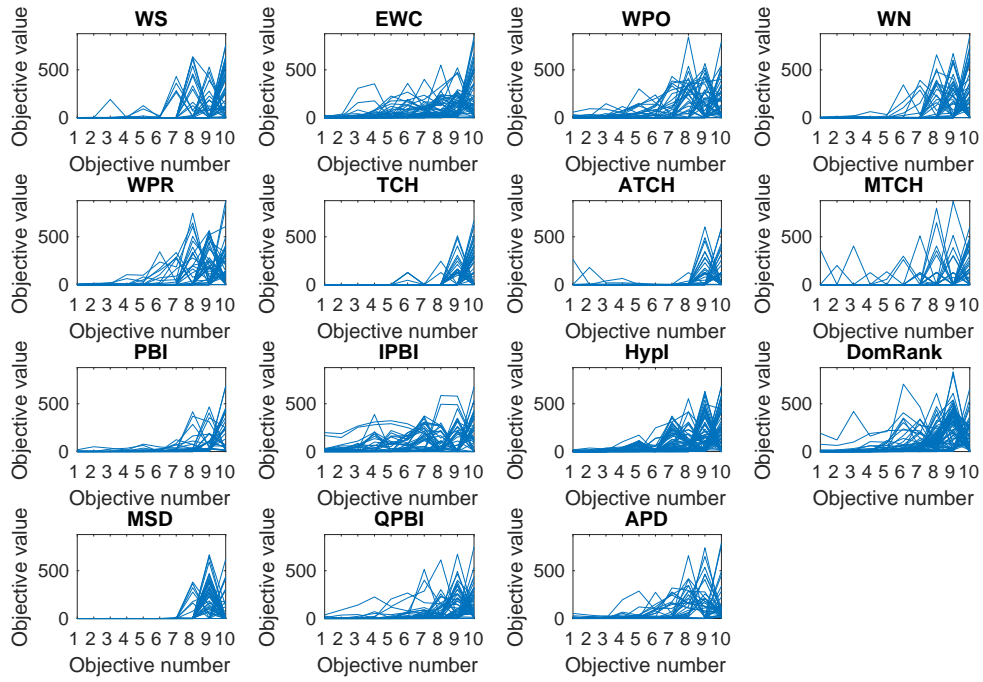 WS EWC WPO WN
Objective value Objective value Objective value Objective value
500 500 500 500
0 0 0 0
1 2 3 4 5 6 7 8 9 10 1 2 3 4 5 6 7 8 9 10 1 2 3 4 5 6 7 8 9 10 1 2 3 4 5 6 7 8 9 10
Objective number Objective number Objective number Objective number
WPR TCH ATCH MTCH
Objective value Objective value Objective value Objective value
500 500 500 500
0 0 0 0
1 2 3 4 5 6 7 8 9 10 1 2 3 4 5 6 7 8 9 10 1 2 3 4 5 6 7 8 9 10 1 2 3 4 5 6 7 8 9 10
Objective number Objective number Objective number Objective number
PBI IPBI HypI DomRank
Objective value Objective value Objective value Objective value
500 500 500 500
0 0 0 0
1 2 3 4 5 6 7 8 9 10 1 2 3 4 5 6 7 8 9 10 1 2 3 4 5 6 7 8 9 10 1 2 3 4 5 6 7 8 9 10
Objective number Objective number Objective number Objective number
MSD QPBI APD
Objective value Objective value Objective value
500 500 500
0 0 0
1 2 3 4 5 6 7 8 9 10 1 2 3 4 5 6 7 8 9 10 1 2 3 4 5 6 7 8 9 10
Objective number Objective number Objective number